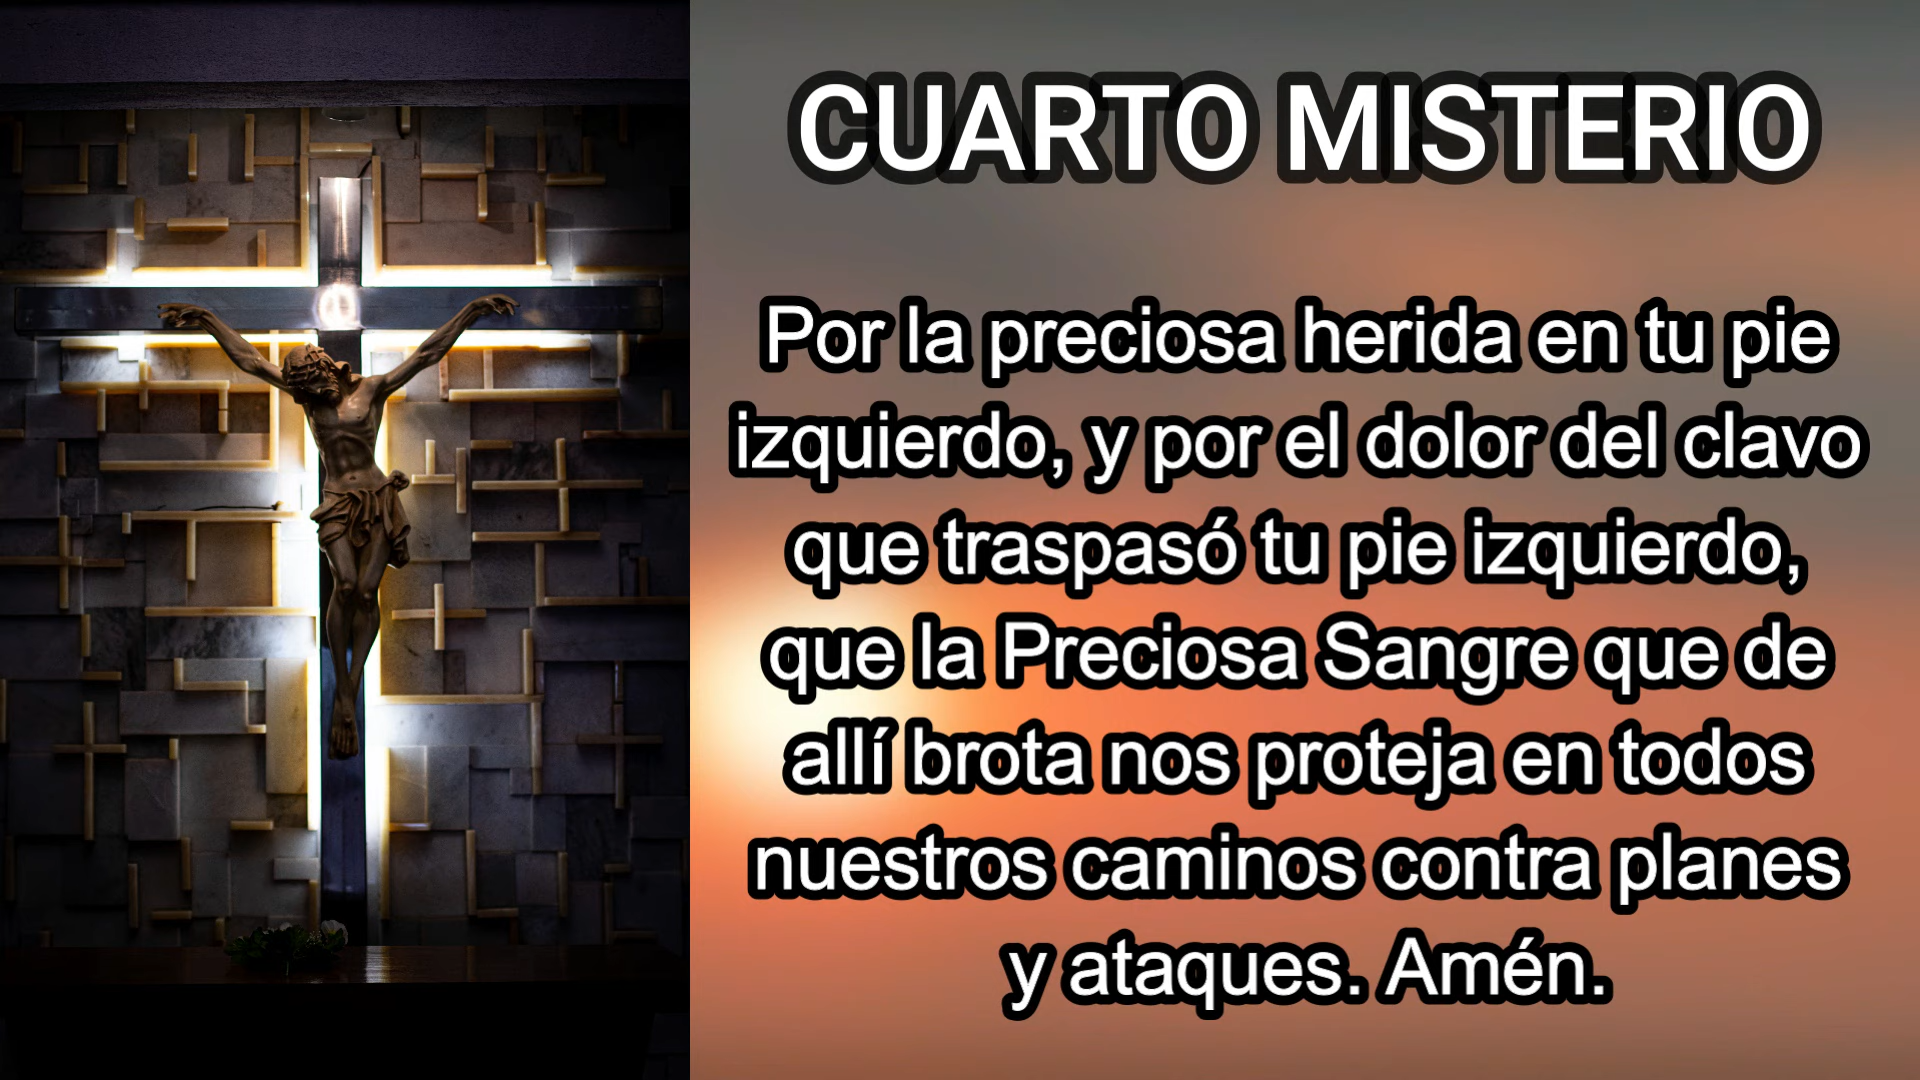 CUARTO MISTERIO
Por la preciosa herida en tu pie
izquierdo, y por el dolor del clavo
que traspasó tu pie izquierdo,
que la Preciosa Sangre que de
allí brota nos proteja en todos
nuestros caminos contra planes
y ataques. Amén.